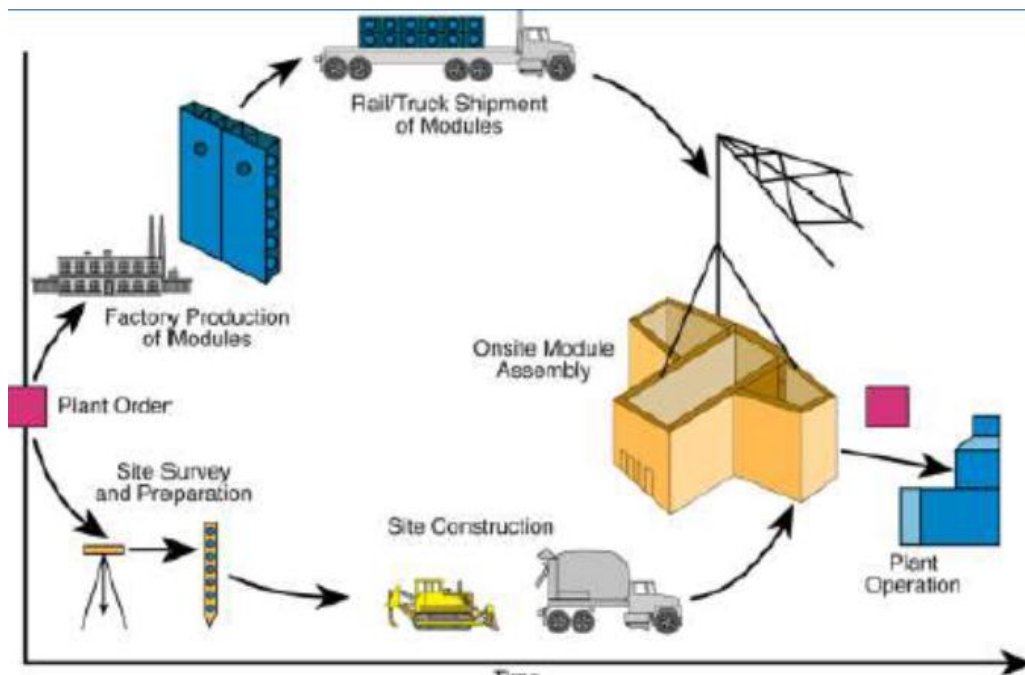 Rail/Truck Shipment
of Modules
Factory Production
of Modules
Onsite Module
Assembly
Plant Order
Site Survey
and Preparation
Site Construction
Plant
Operation